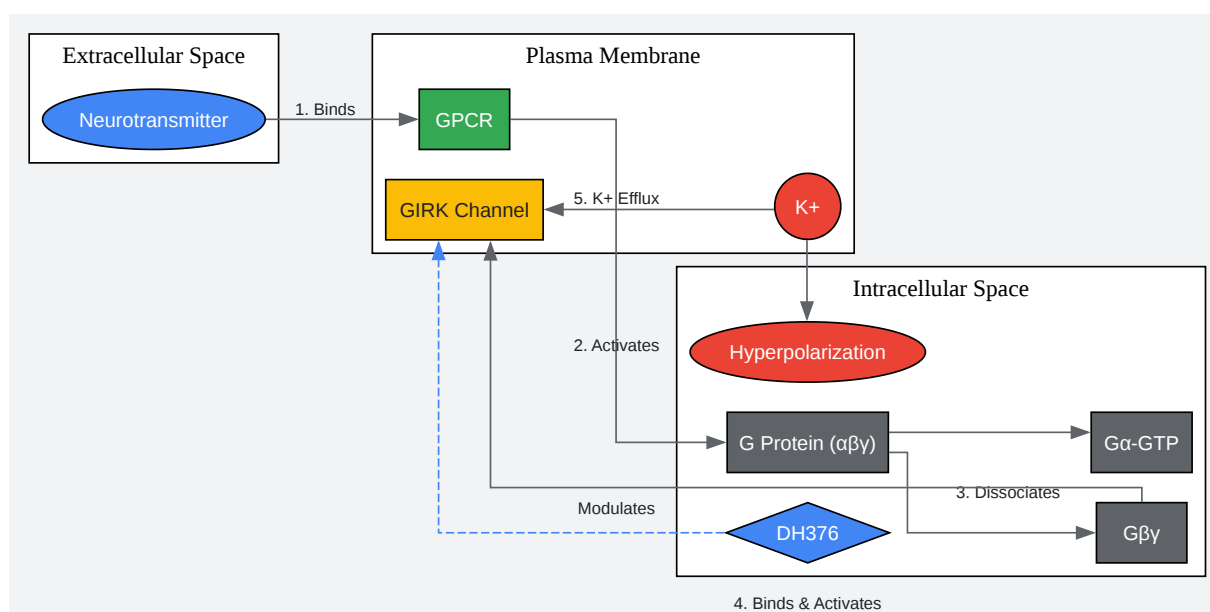 Extracellular Space
Plasma Membrane
Neurotransmitter
1. Binds
GPCR
GIRK Channel
5. K+ Efflux
K+
Intracellular Space
2. Activates
Hyperpolarization
G Protein (αβγ)
Gα-GTP
3. Dissociates
Modulates
DH376
Gβγ
4. Binds & Activates